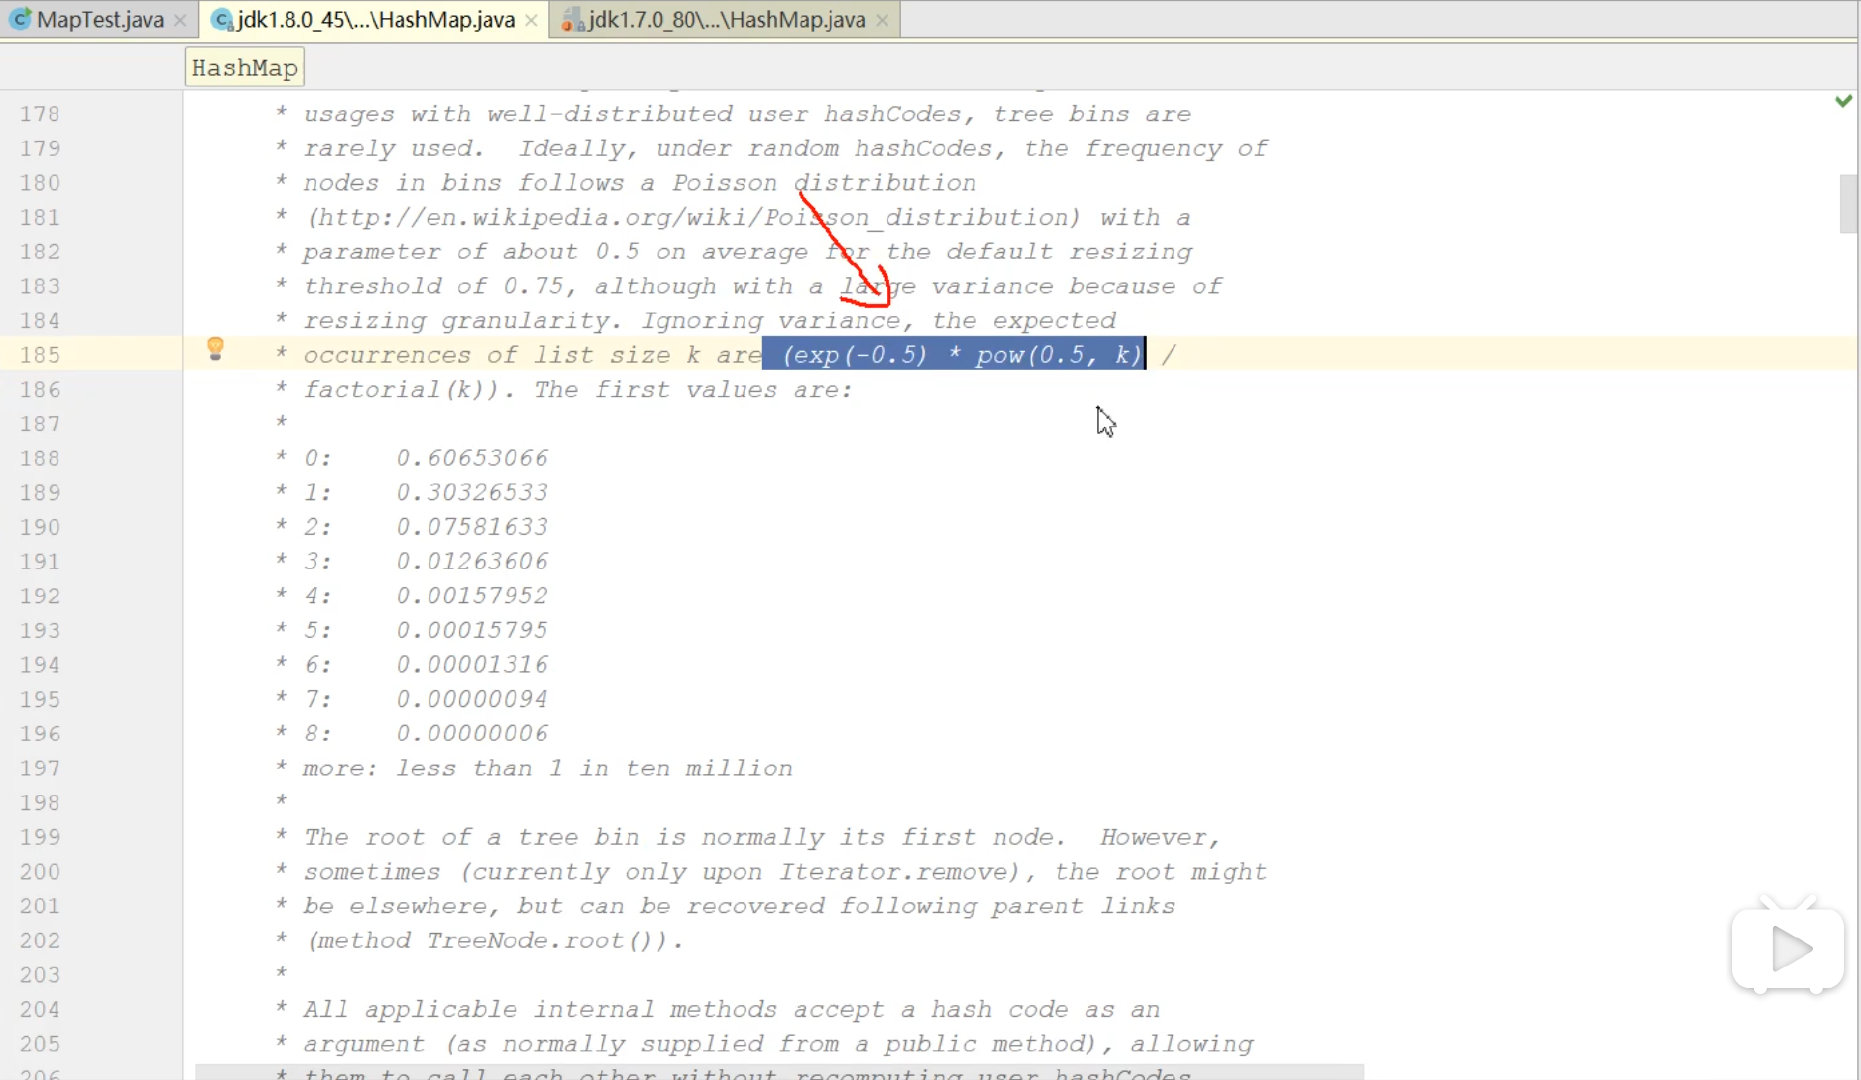 MapTest.java
jdk1.8.0_45\...\HashMap.java
jdk1.7.0_80\...\HashMap.java
HashMap
178 * usages with well-distributed user hashCodes, tree bins are
179 * rarely used.  Ideally, under random hashCodes, the frequency of
180 * nodes in bins follows a Poisson distribution
181 * (http://en.wikipedia.org/wiki/Poisson_distribution) with a
182 * parameter of about 0.5 on average for the default resizing
183 * threshold of 0.75, although with a large variance because of
184 * resizing granularity. Ignoring variance, the expected
185 * occurrences of list size k are (exp(-0.5) * pow(0.5, k) /
186 * factorial(k)). The first values are:
187 *
188 * 0:    0.60653066
189 * 1:    0.30326533
190 * 2:    0.07581633
191 * 3:    0.01263606
192 * 4:    0.00157952
193 * 5:    0.00015795
194 * 6:    0.00001316
195 * 7:    0.00000094
196 * 8:    0.00000006
197 * more: less than 1 in ten million
198 *
199 * The root of a tree bin is normally its first node.  However,
200 * sometimes (currently only upon Iterator.remove), the root might
201 * be elsewhere, but can be recovered following parent links
202 * (method TreeNode.root()).
203 *
204 * All applicable internal methods accept a hash code as an
205 * argument (as normally supplied from a public method), allowing
206 * them to call each other without recomputing user hashCodes